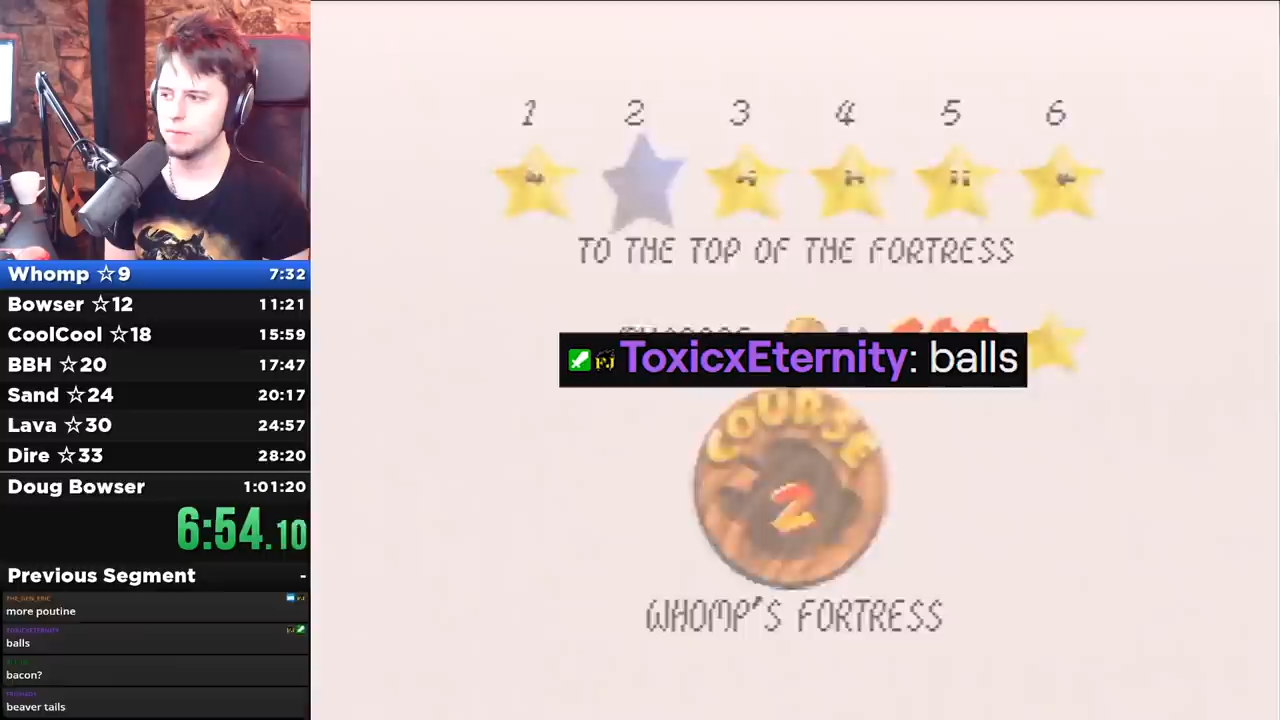 Whomp ☆9 7:32
Bowser ☆12 11:21
CoolCool ☆18 15:59
BBH ☆20 17:47
Sand ☆24 20:17
Lava ☆30 24:57
Dire ☆33 28:20
Doug Bowser 1:01:20
6:54.10
Previous Segment -
more poutine
TOXICXETERNITY
balls
bacon?
beaver tails
1 2 3 4 5 6
TO THE TOP OF THE FORTRESS
ToxicxEternity: balls
COURSE
2
WHOMP'S FORTRESS